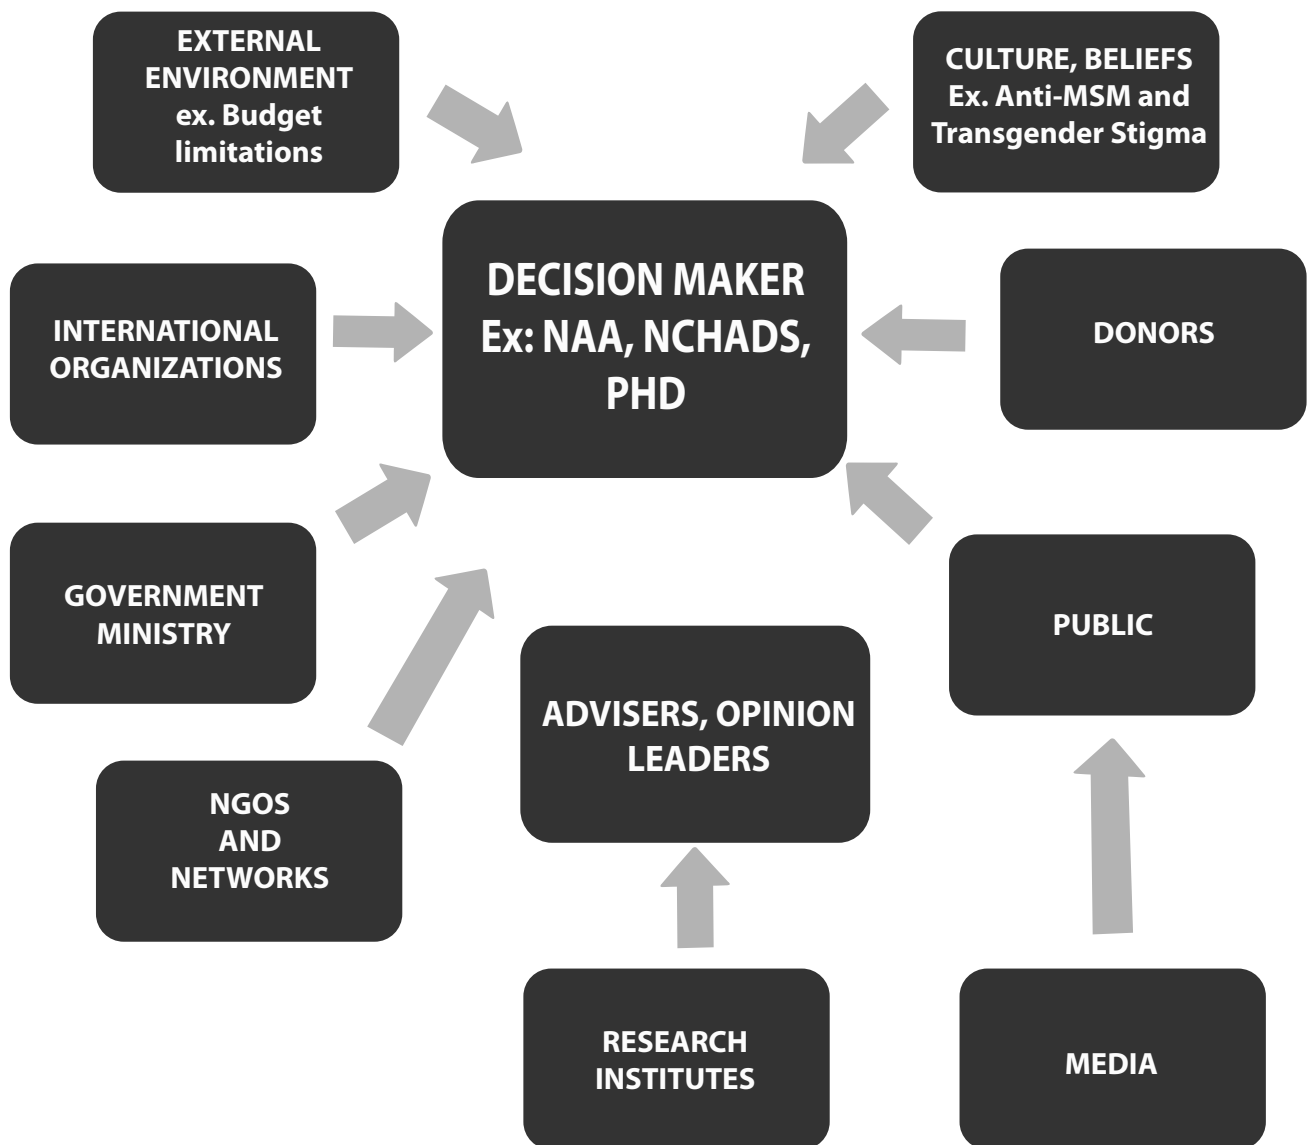 EXTERNAL
ENVIRONMENT
ex. Budget
limitations
CULTURE, BELIEFS
Ex. Anti-MSM and
Transgender Stigma
DECISION MAKER
Ex: NAA, NCHADS,
PHD
INTERNATIONAL
ORGANIZATIONS
DONORS
GOVERNMENT
MINISTRY
PUBLIC
ADVISERS, OPINION
LEADERS
NGOS
AND
NETWORKS
RESEARCH
INSTITUTES
MEDIA